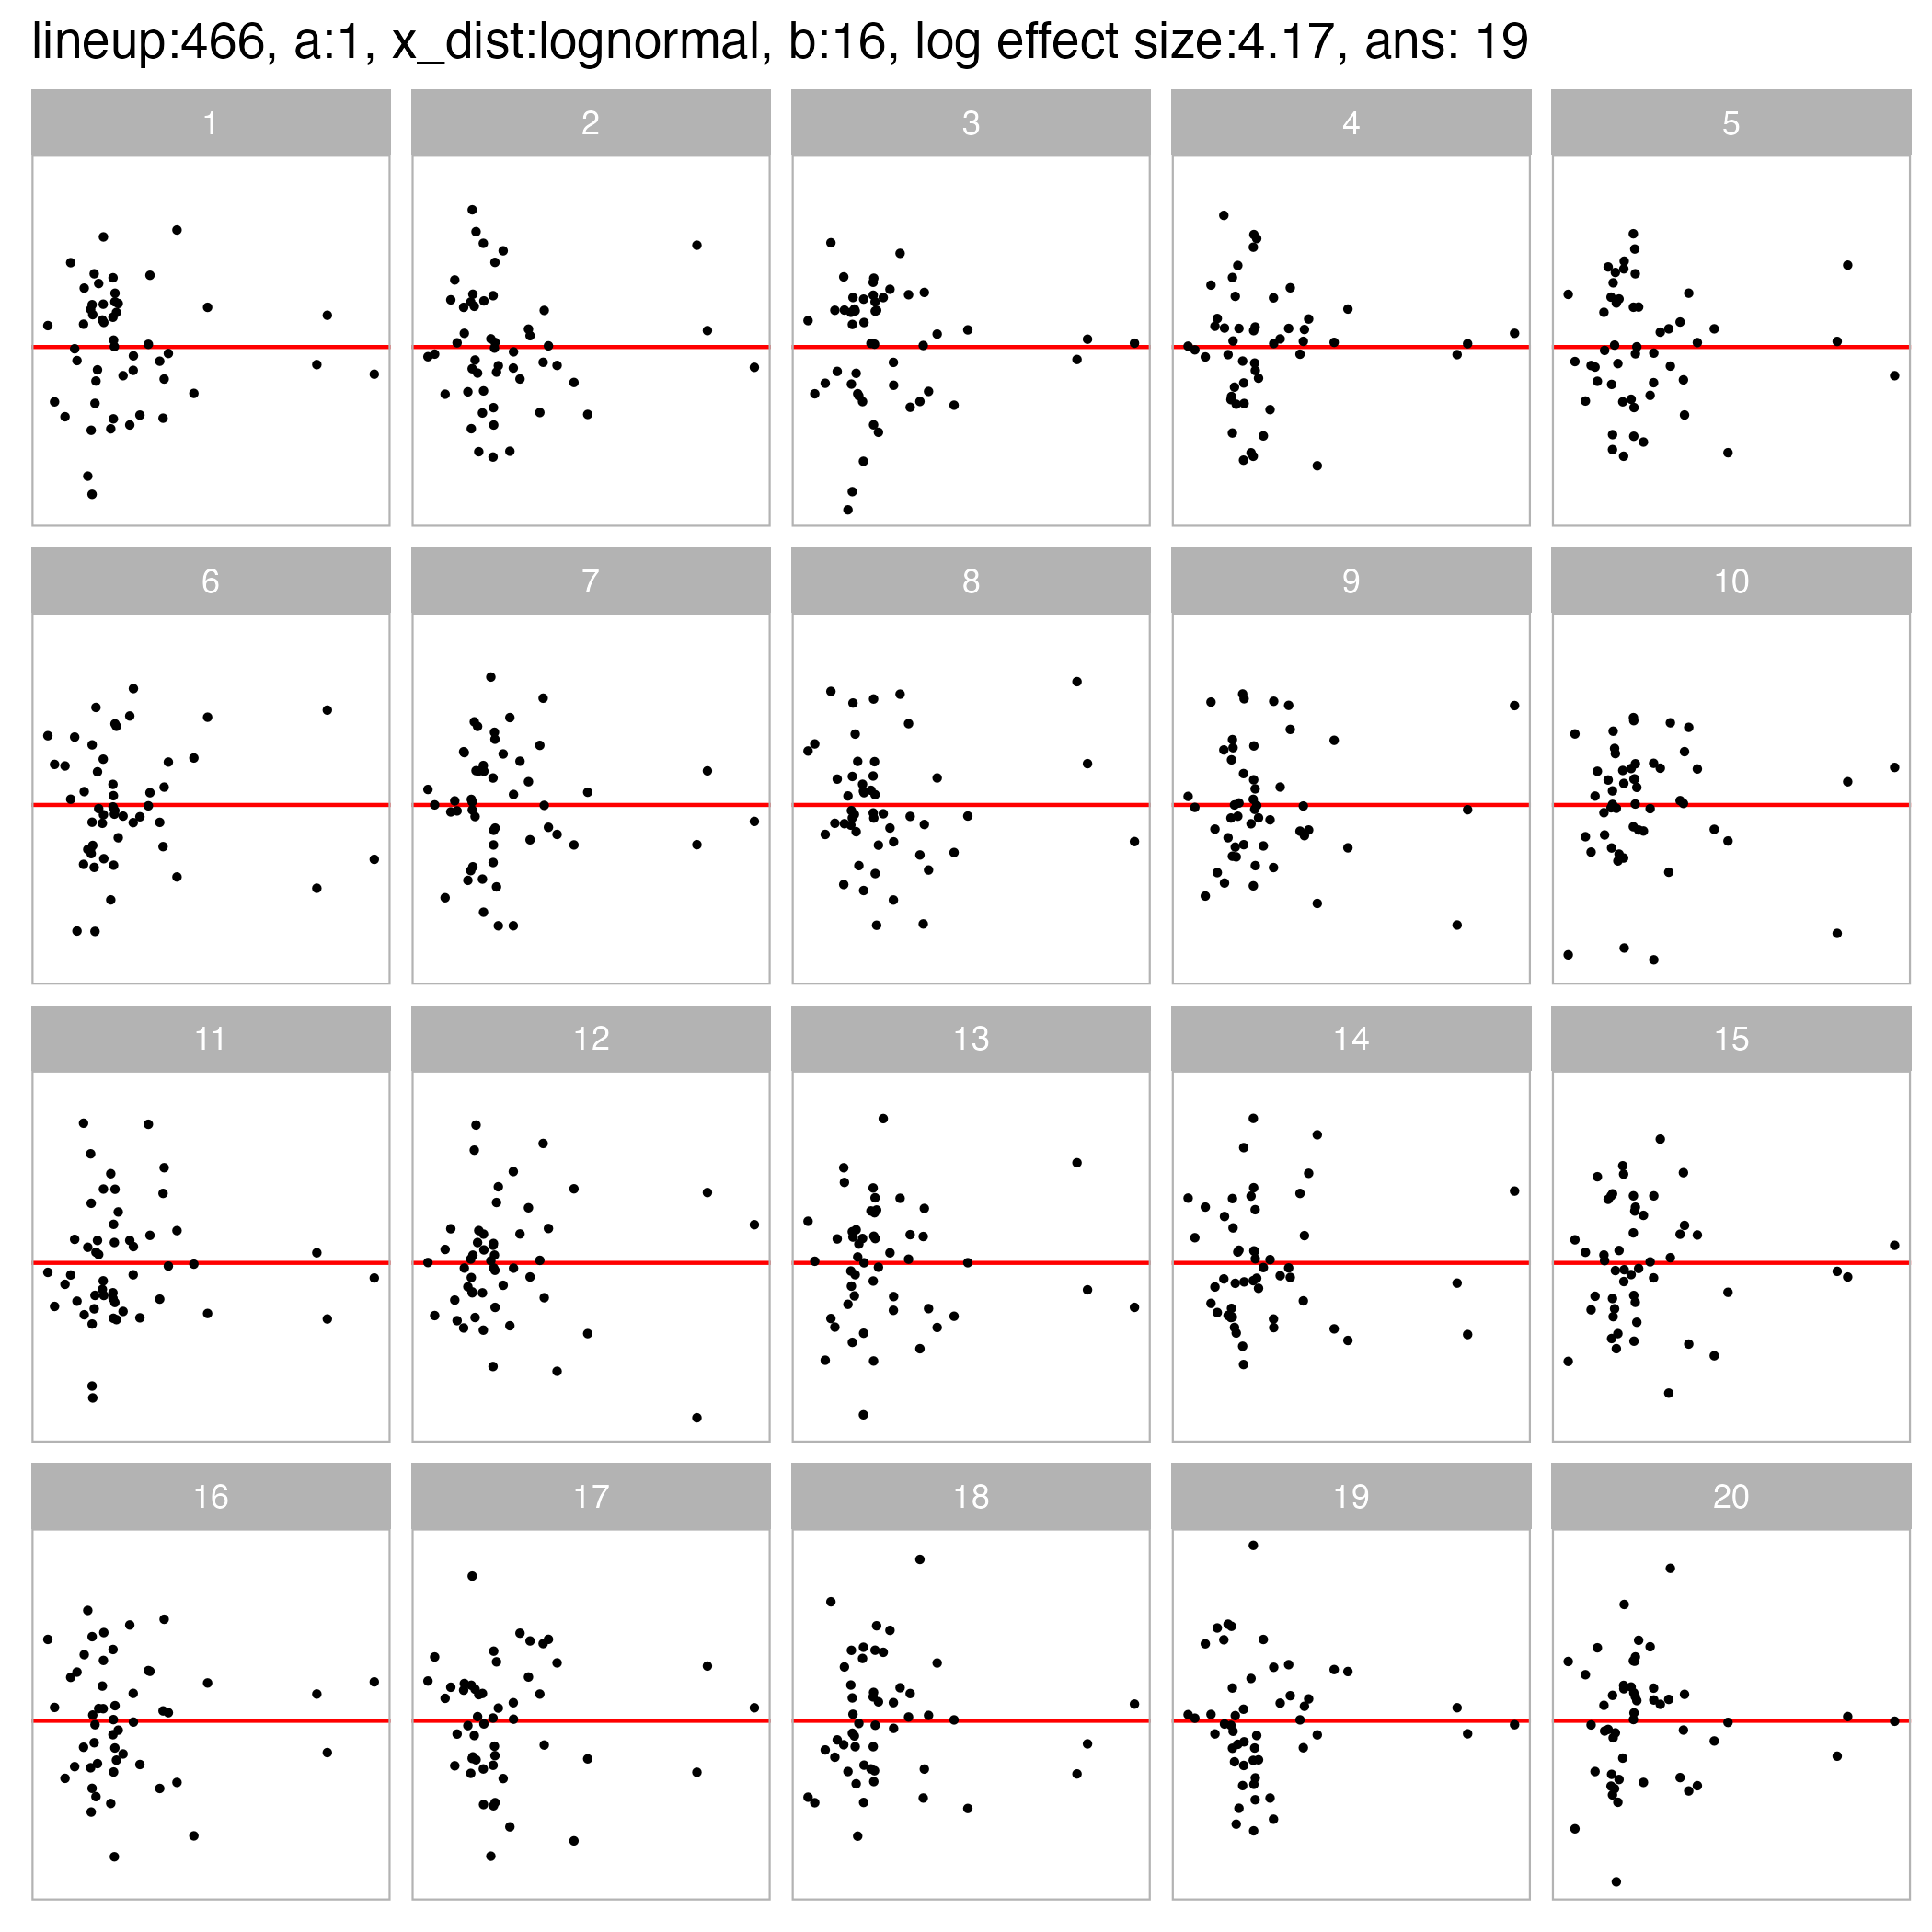 lineup:466, a:1, x_dist:lognormal, b:16, log effect size:4.17, ans: 19
1 2 3 4 5
6 7 8 9 10
11 12 13 14 15
16 17 18 19 20